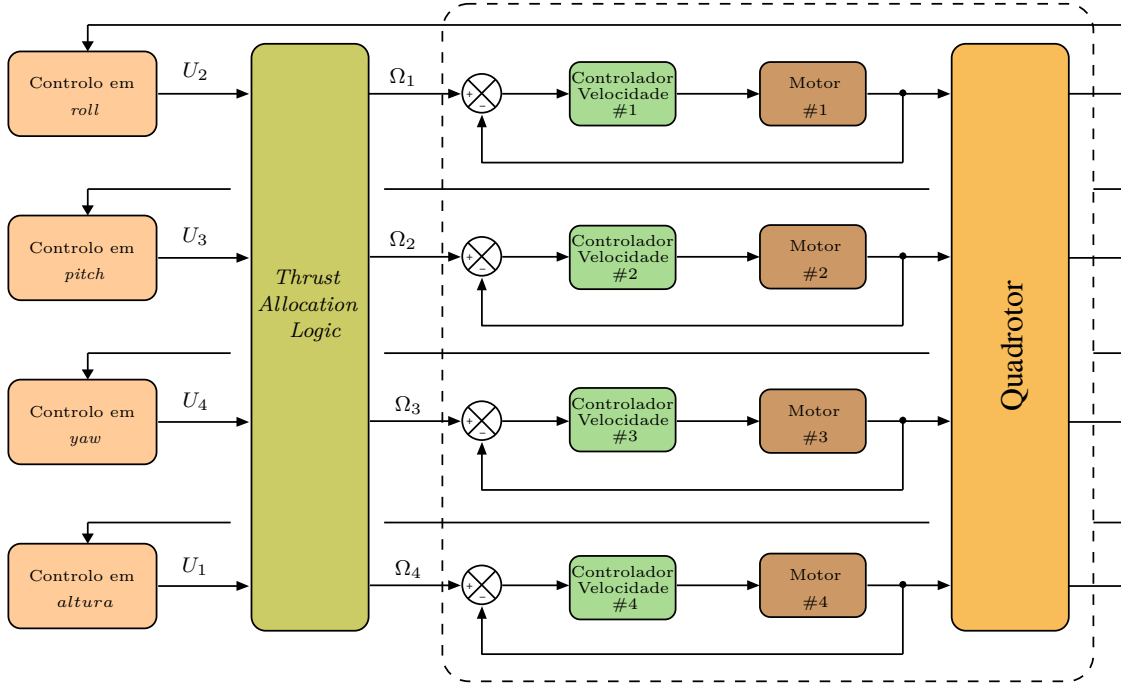 Controlo em
roll
U2
Ω1
+
−
Controlador
Velocidade
#1
Motor
#1
Controlo em
pitch
U3
Ω2
+
−
Controlador
Velocidade
#2
Motor
#2
Thrust
Allocation
Logic
Quadrotor
Controlo em
yaw
U4
Ω3
+
−
Controlador
Velocidade
#3
Motor
#3
Controlo em
altura
U1
Ω4
+
−
Controlador
Velocidade
#4
Motor
#4